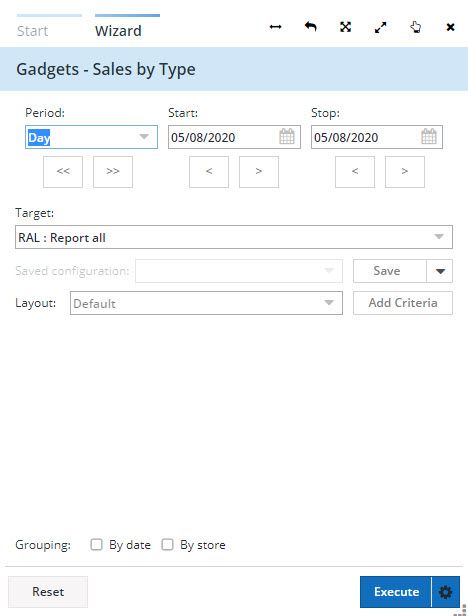 Start Wizard
Gadgets - Sales by Type
Period: Start: Stop:
Day 05/08/2020 05/08/2020
<< >> < > < >
Target:
RAL : Report all
Saved configuration: Save
Layout: Default Add Criteria
Grouping: By date By store
Reset Execute